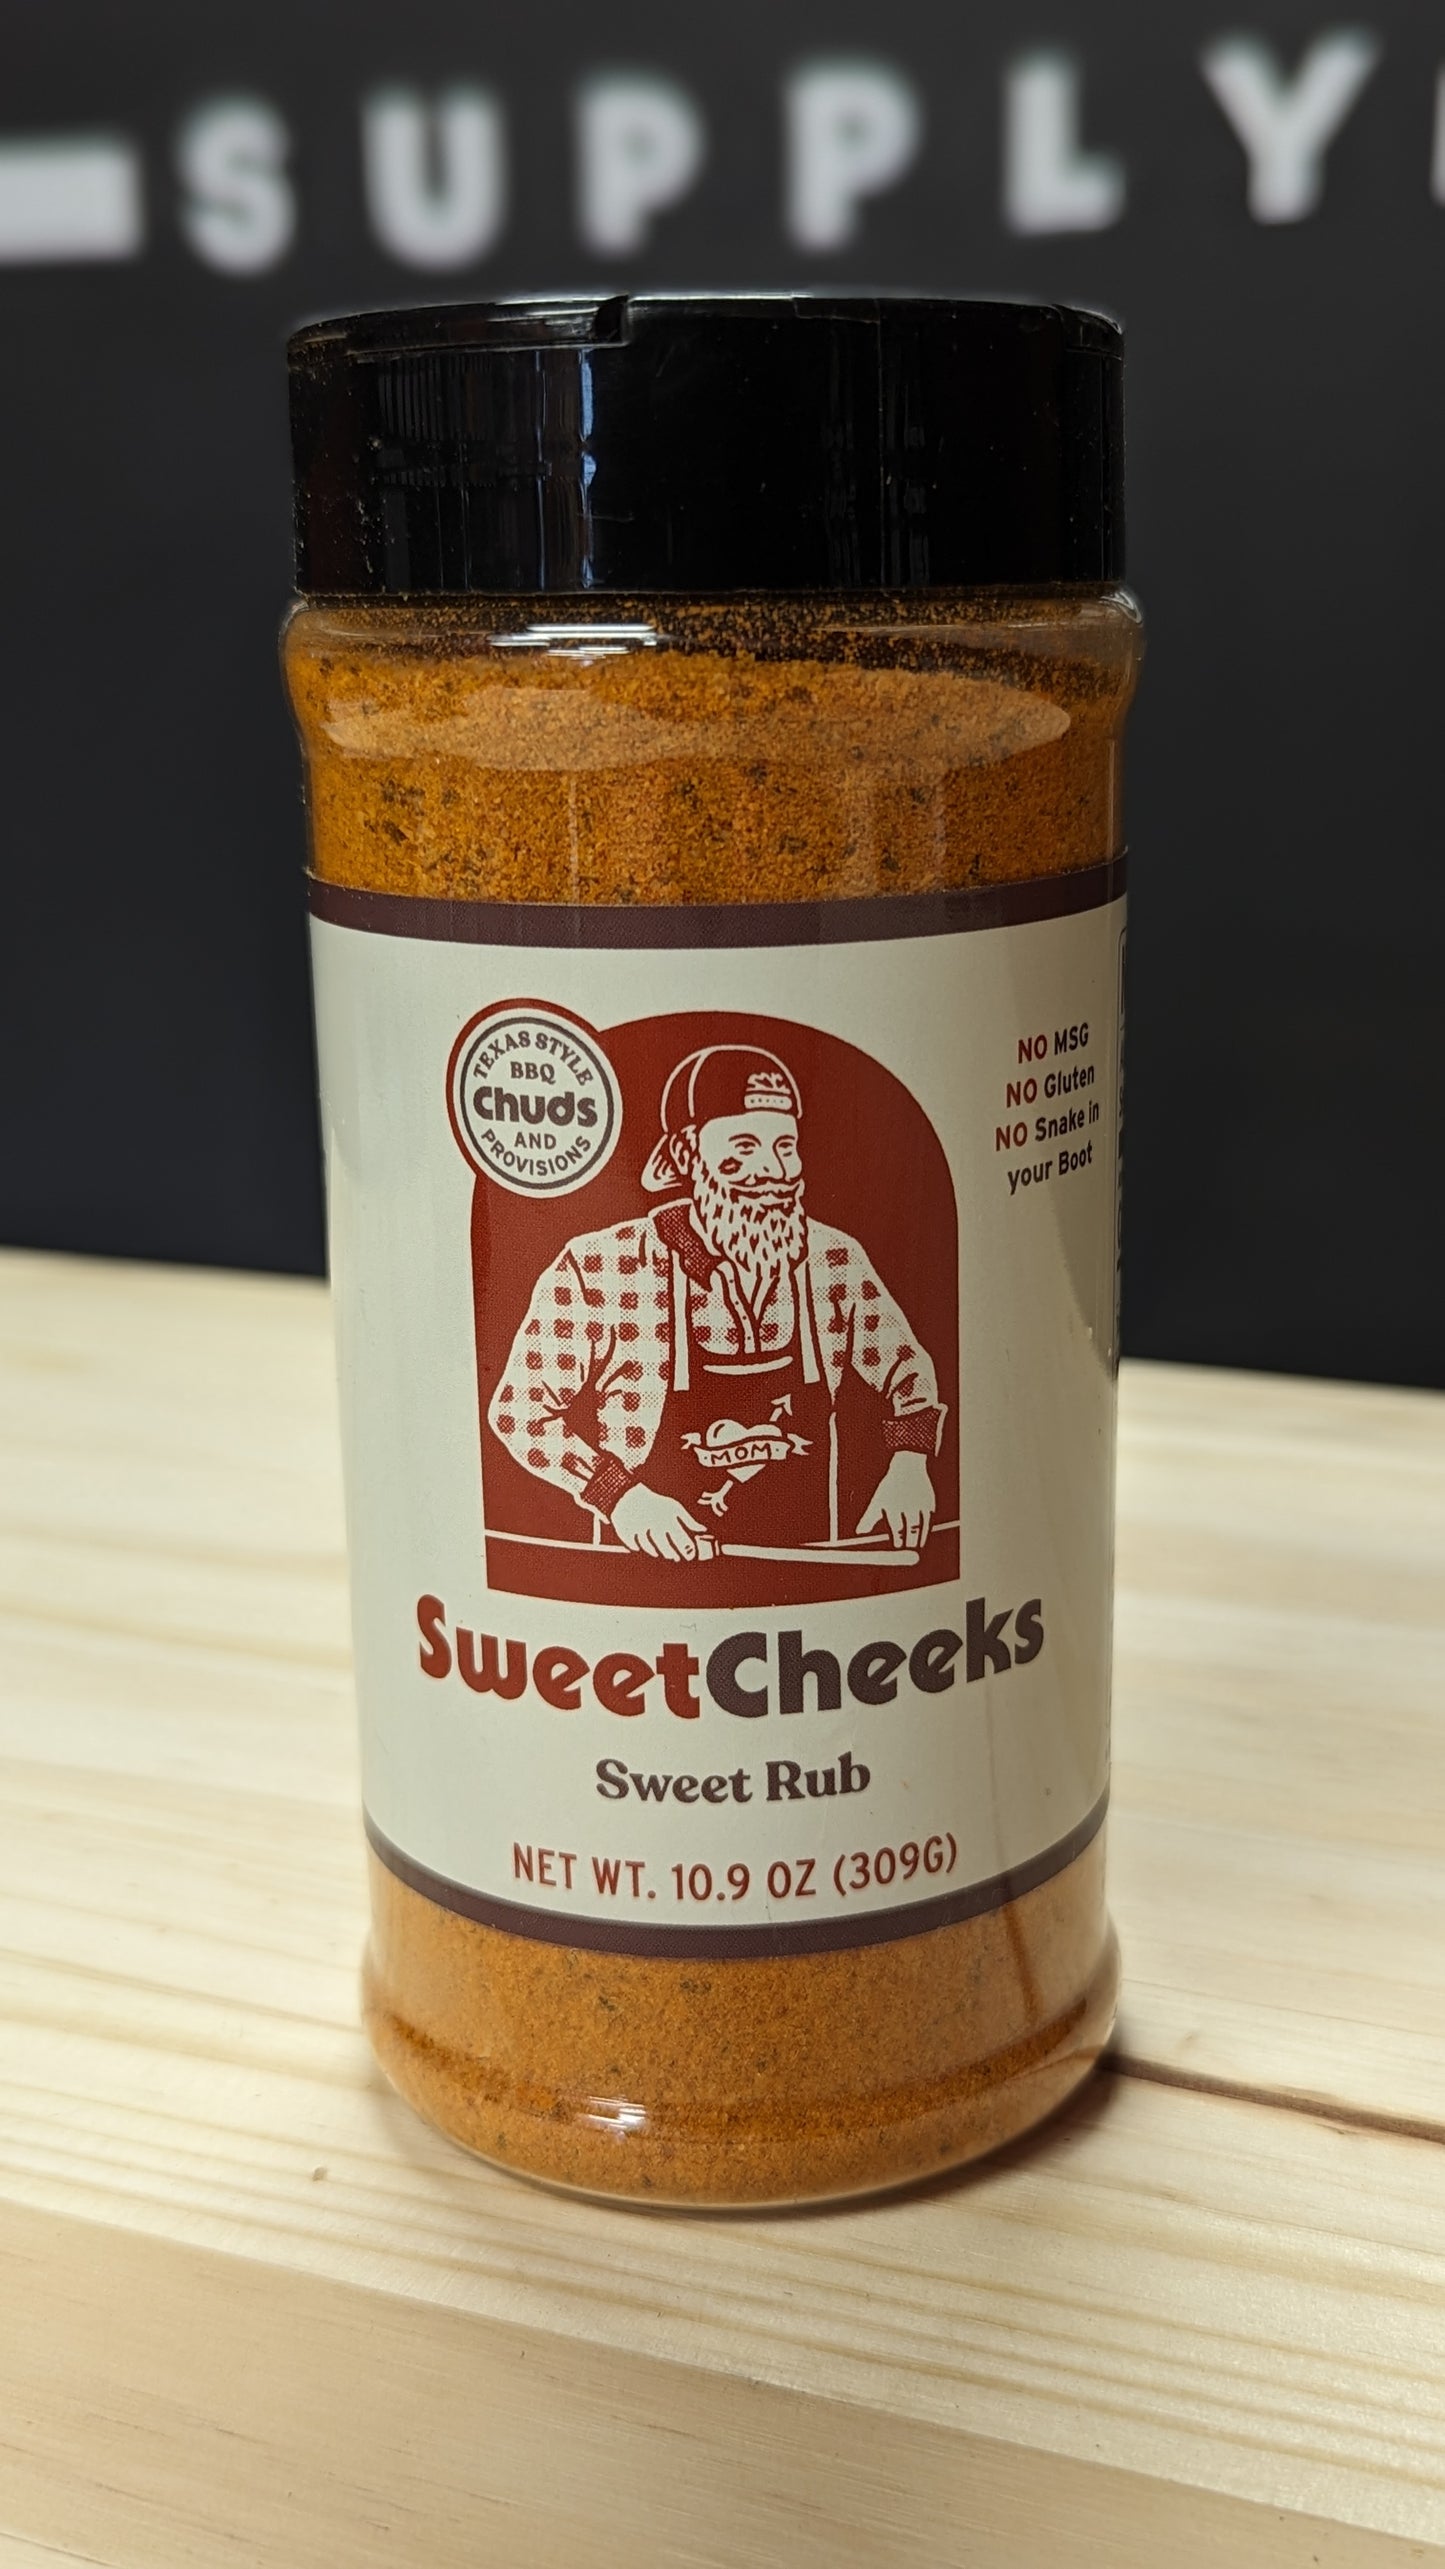 SUPPLY
TEXAS STYLE
BBQ
Chuds
AND
PROVISIONS
NO MSG
NO Gluten
NO Snake in
your Boot
MOM
SweetCheeks
Sweet Rub
NET WT. 10.9 OZ (309G)